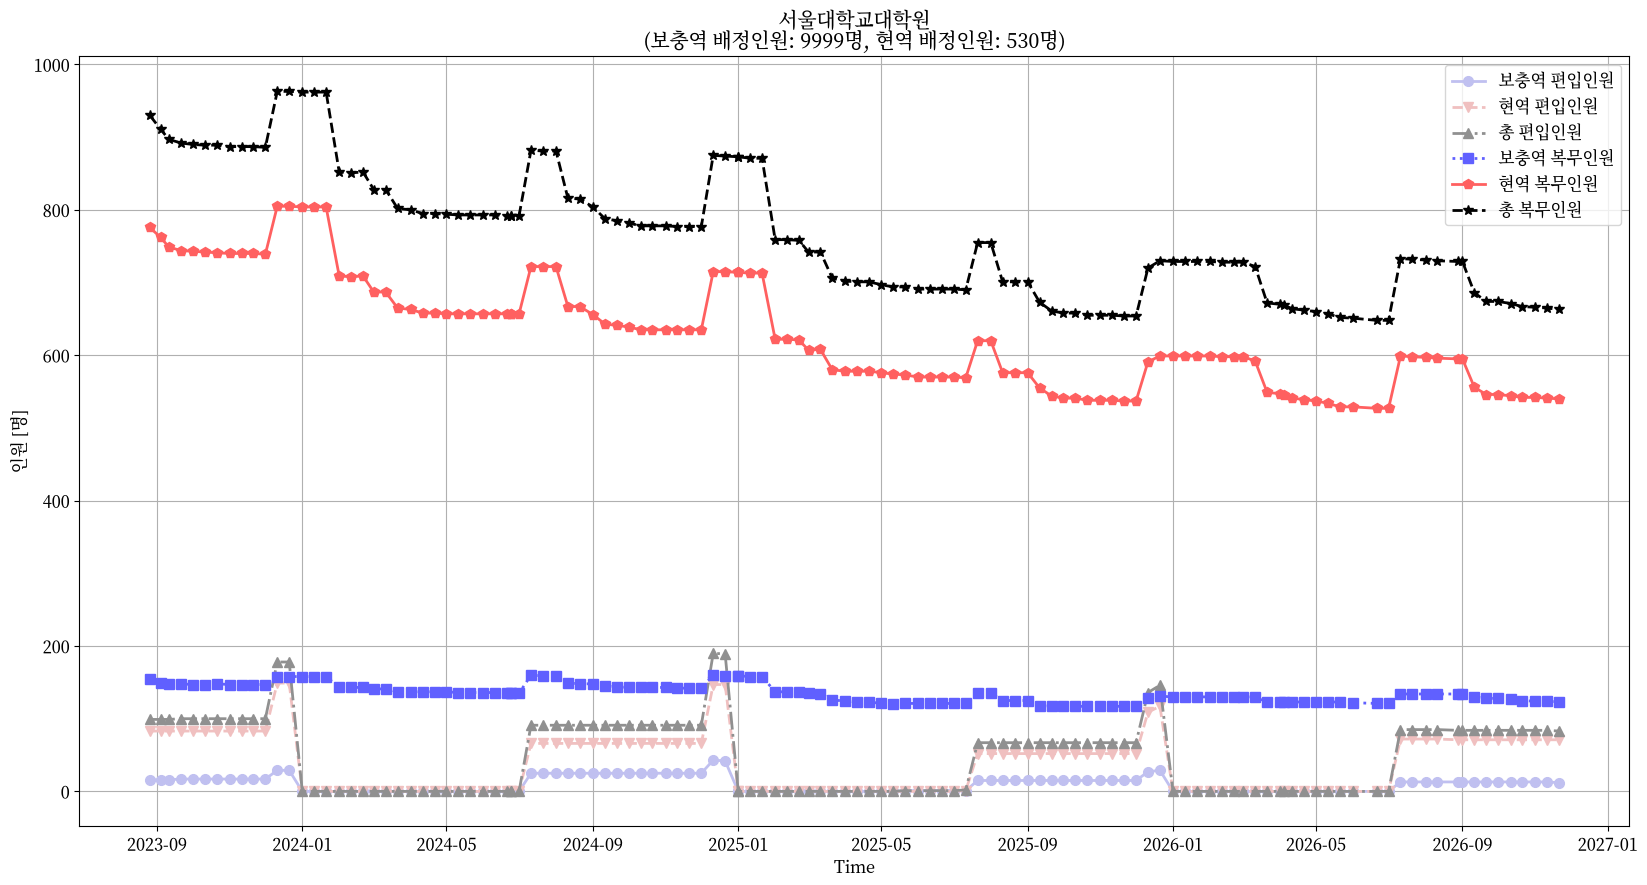 서울대학교대학원
(보충역 배정인원: 9999명, 현역 배정인원: 530명)
1000
800
600
400
200
0
인원 [명]
보충역 편입인원
현역 편입인원
총 편입인원
보충역 복무인원
현역 복무인원
총 복무인원
2023-09
2024-01
2024-05
2024-09
2025-01
2025-05
2025-09
2026-01
2026-05
2026-09
2027-01
Time